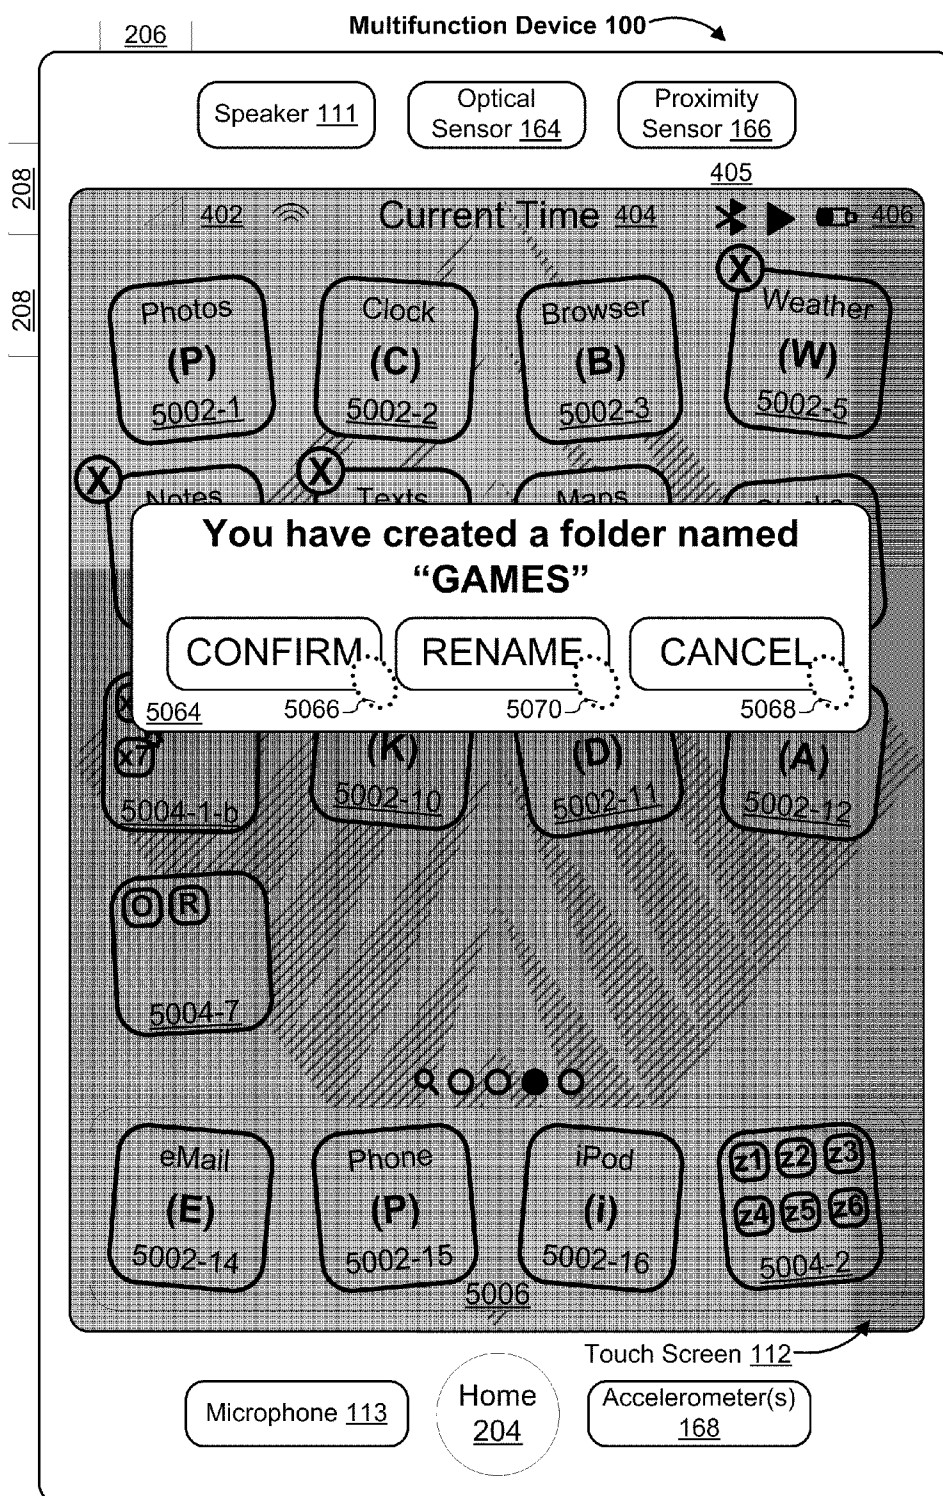 Multifunction Device 100
206
Speaker 111
Optical
Sensor 164
Proximity
Sensor 166
208
208
405
402
Current Time 404
406
X
Photos
(P)
5002-1
Clock
(C)
5002-2
Browser
(B)
5002-3
Weather
(W)
5002-5
X
Notes
X
Texts
Maps
Stocks
You have created a folder named
“GAMES”
CONFIRM
RENAME
CANCEL
5064
5066
5070
5068
x7
5004-1-b
(K)
5002-10
(D)
5002-11
(A)
5002-12
O R
5004-7
eMail
(E)
5002-14
Phone
(P)
5002-15
iPod
(i)
5002-16
z1 z2 z3
z4 z5 z6
5004-2
5006
Touch Screen 112
Microphone 113
Home
204
Accelerometer(s)
168